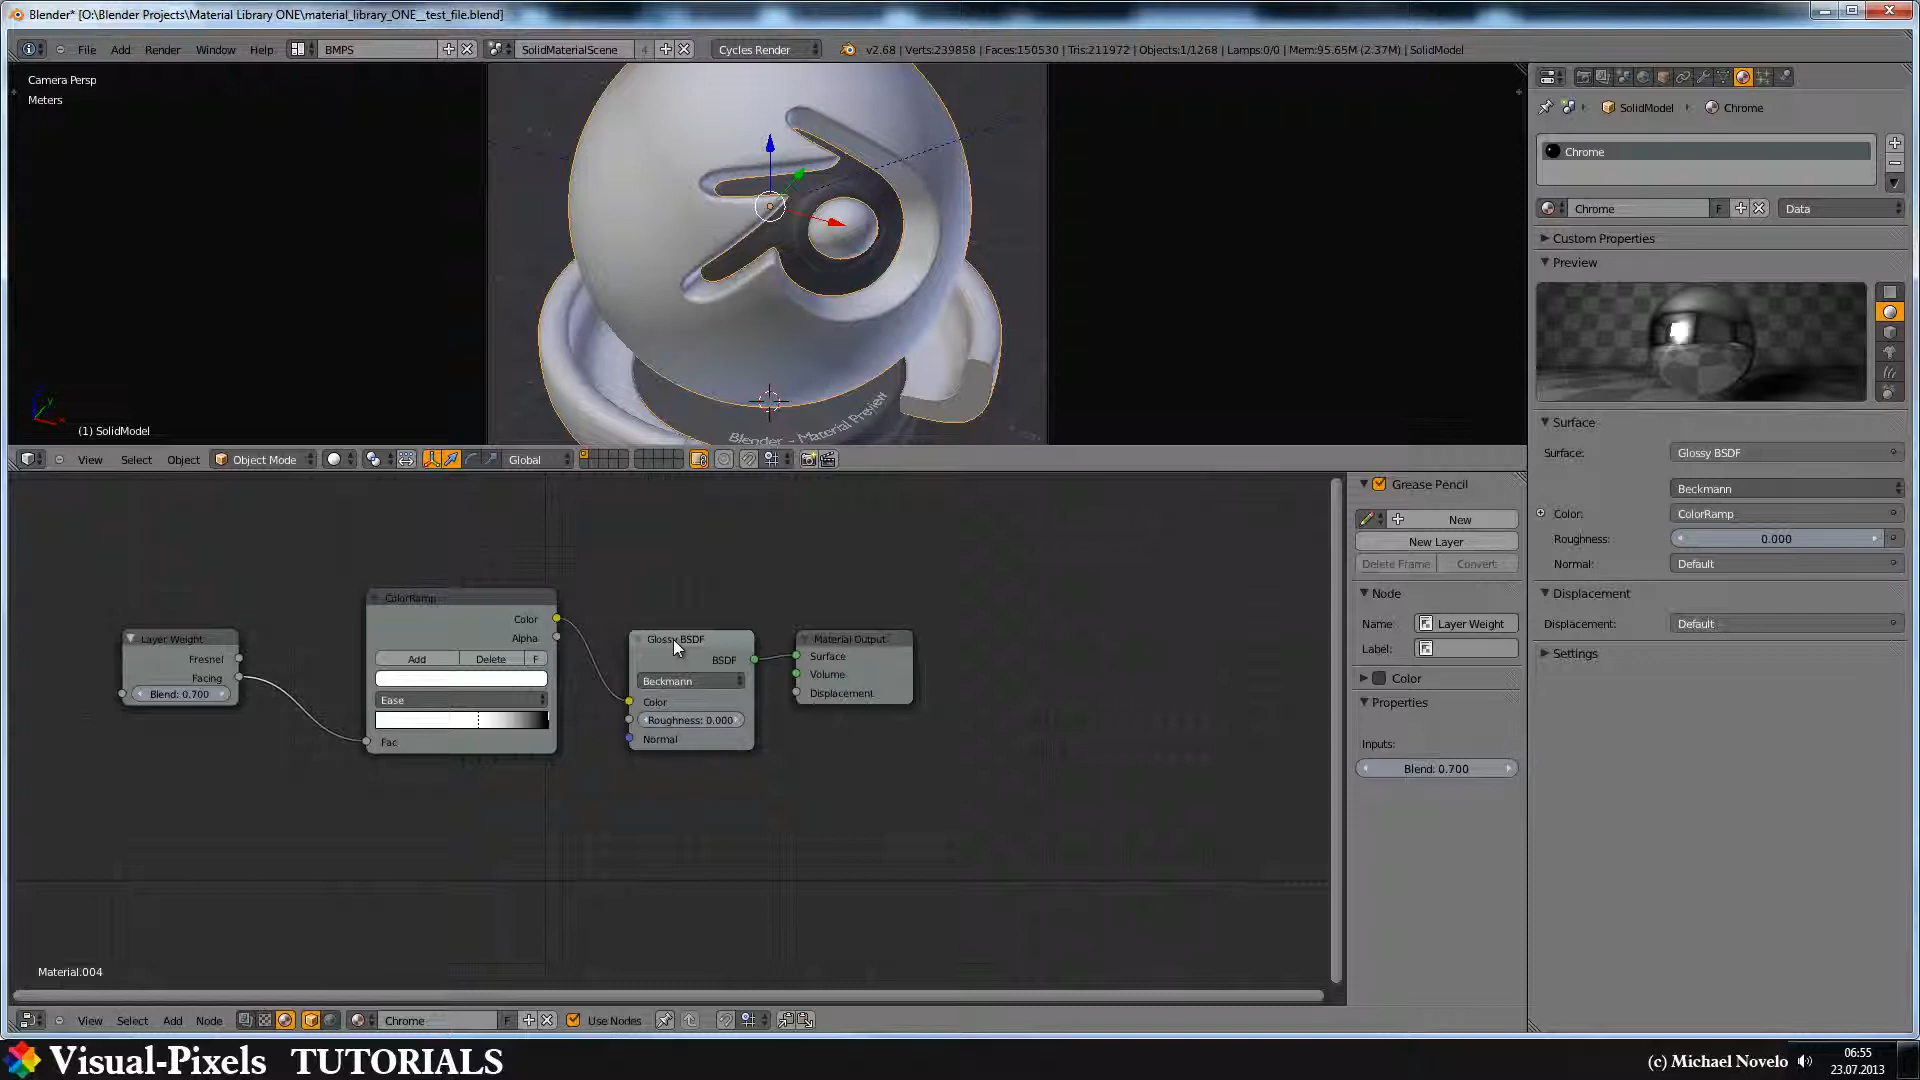 Blender* [O:\Blender Projects\Material Library ONE\material_library_ONE__test_file.blend]
File Add Render Window Help BMPS SolidMaterialScene 4 Cycles Render v2.68 | Verts:239858 | Faces:150530 | Tris:211972 | Objects:1/1268 | Lamps:0/0 | Mem:95.65M (2.37M) | SolidModel
Camera Persp
Meters
Blender - Material Preview
(1) SolidModel
View Select Object Object Mode Global
SolidModel Chrome
Chrome
Chrome F Data
Custom Properties
Preview
Surface
Surface: Glossy BSDF
Beckmann
Color: ColorRamp
Roughness: 0.000
Normal: Default
Displacement
Displacement: Default
Settings
Layer Weight
Fresnel
Facing
Blend: 0.700
ColorRamp
Color
Alpha
Add Delete F
Ease
Fac
Glossy BSDF
BSDF
Beckmann
Color
Roughness: 0.000
Normal
Material Output
Surface
Volume
Displacement
Grease Pencil
New
New Layer
Delete Frame Convert
Node
Name: Layer Weight
Label:
Color
Properties
Inputs:
Blend: 0.700
Material.004
View Select Add Node Chrome F Use Nodes
Visual-Pixels TUTORIALS
(c) Michael Novelo
06:55
23.07.2013